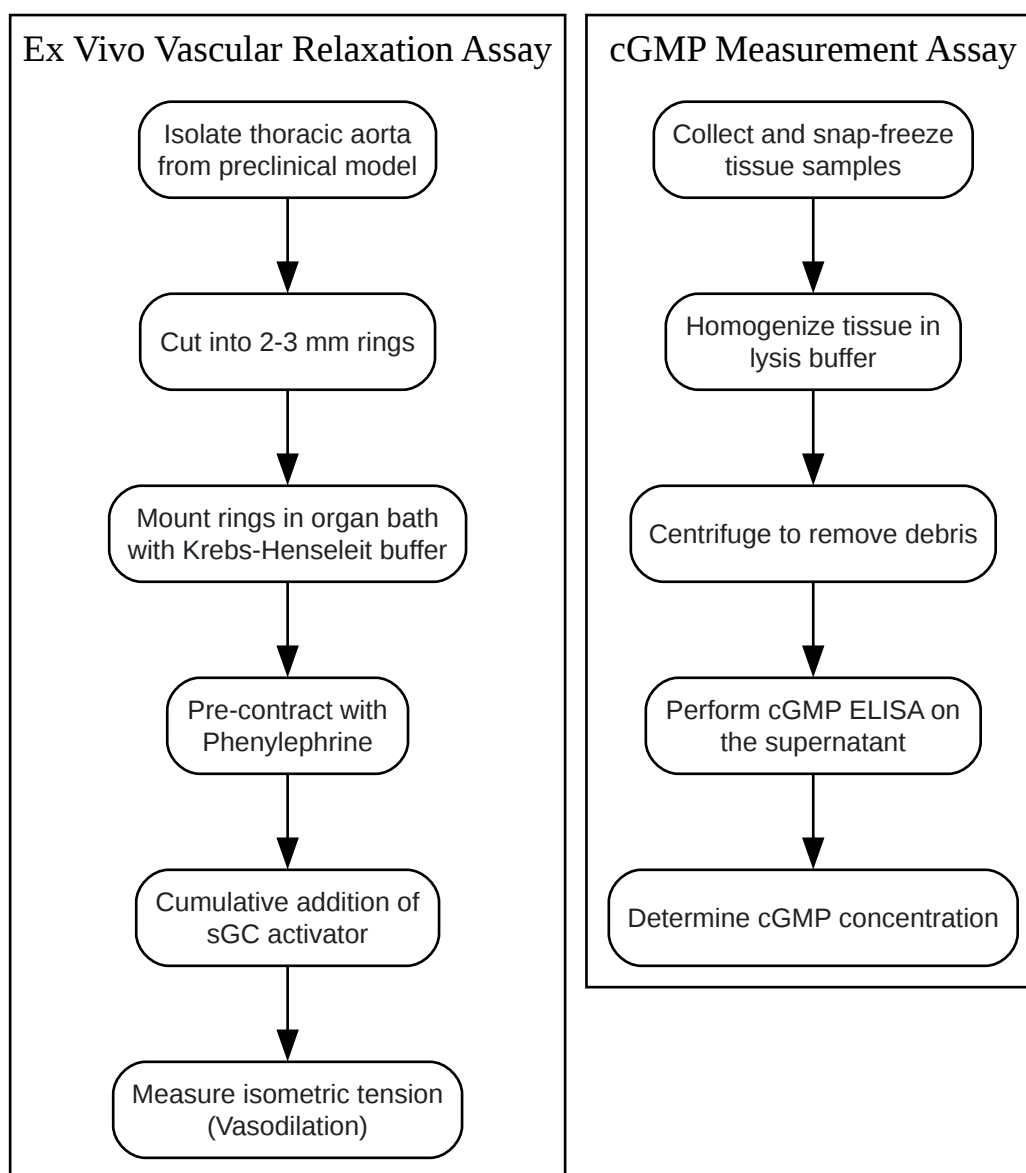 Ex Vivo Vascular Relaxation Assay
Isolate thoracic aorta
from preclinical model
Cut into 2-3 mm rings
Mount rings in organ bath
with Krebs-Henseleit buffer
Pre-contract with
Phenylephrine
Cumulative addition of
sGC activator
Measure isometric tension
(Vasodilation)
cGMP Measurement Assay
Collect and snap-freeze
tissue samples
Homogenize tissue in
lysis buffer
Centrifuge to remove debris
Perform cGMP ELISA on
the supernatant
Determine cGMP concentration